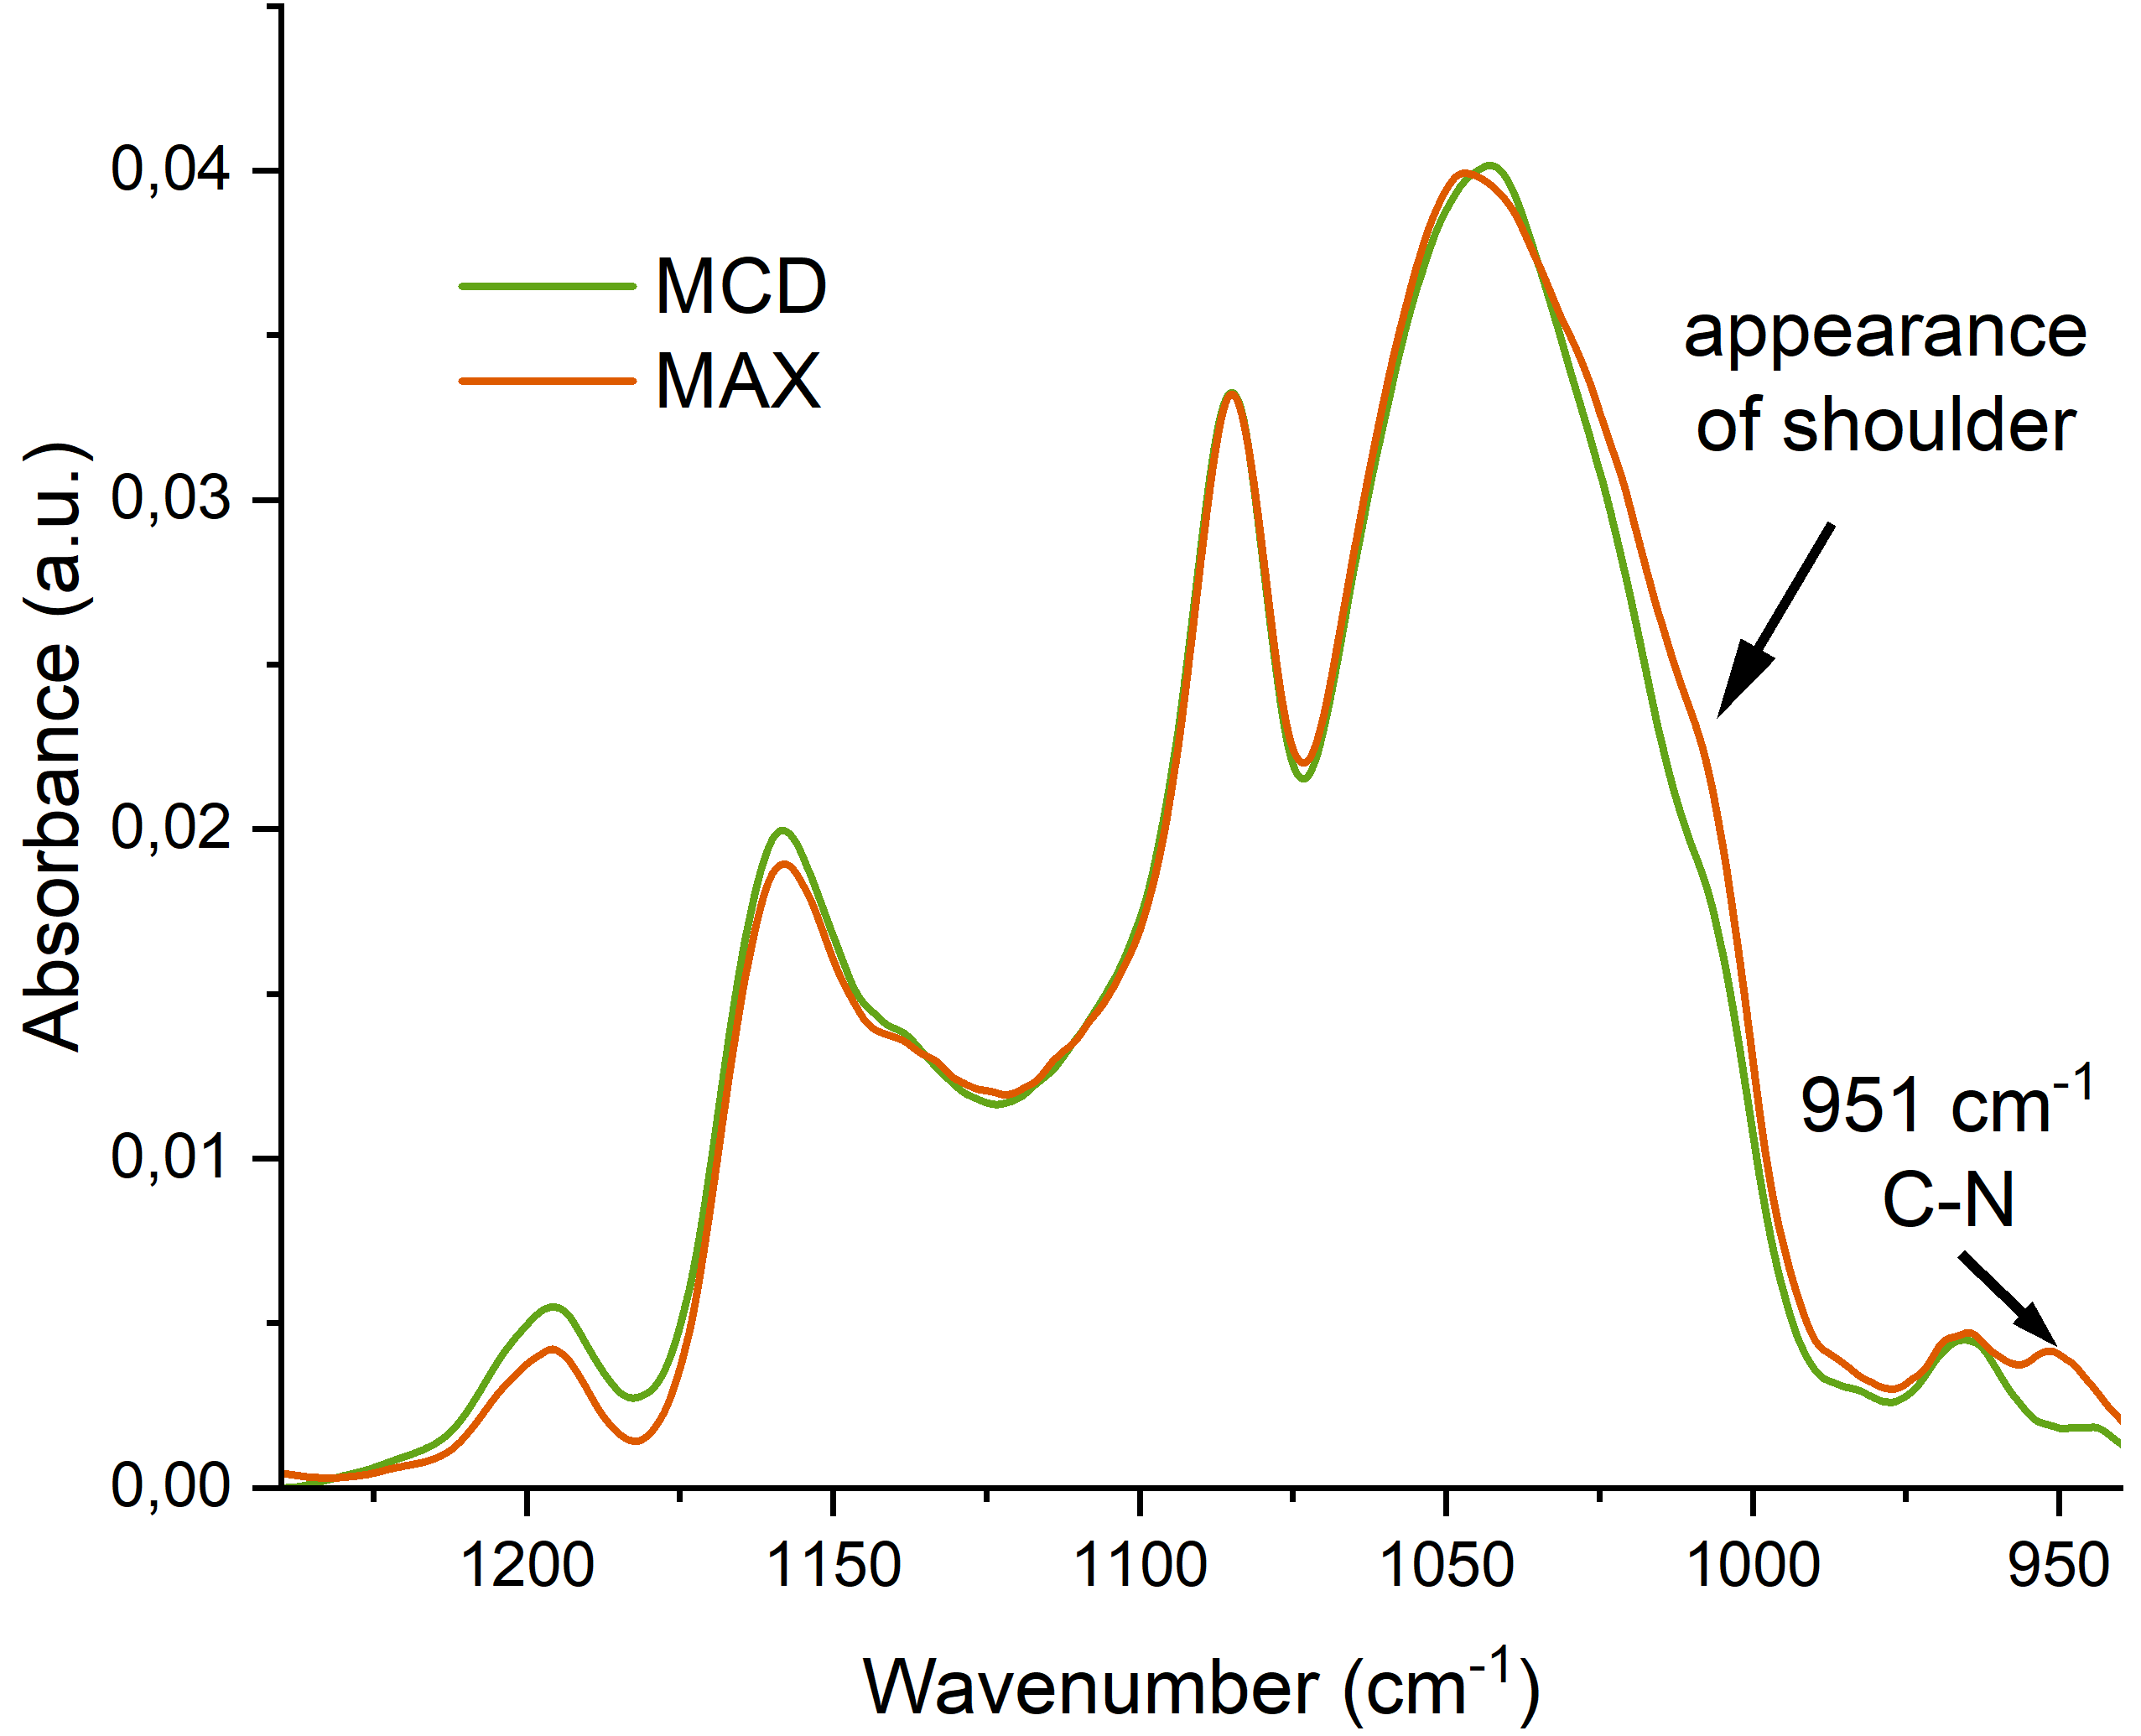 0,04
0,03
0,02
0,01
0,00
Absorbance (a.u.)
MCD
MAX
appearance
of shoulder
951 cm⁻¹
C-N
1200 1150 1100 1050 1000 950
Wavenumber (cm⁻¹)